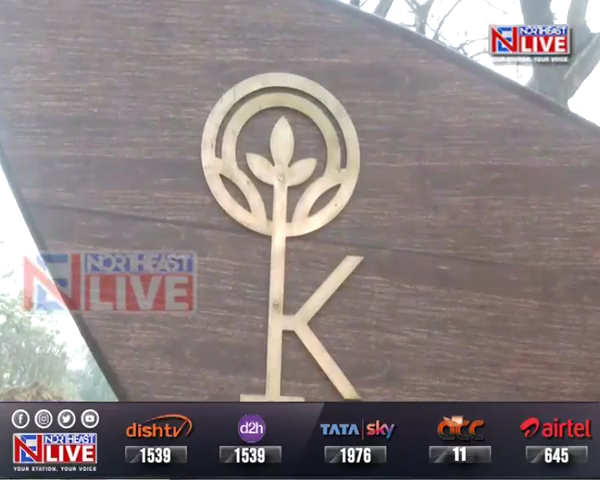 NORTHEAST
LIVE
YOUR STATION, YOUR VOICE
K
NORTHEAST
LIVE
NORTHEAST
LIVE
YOUR STATION, YOUR VOICE
dishtv
1539
d2h
1539
TATA sky
1976
acc
11
airtel
645